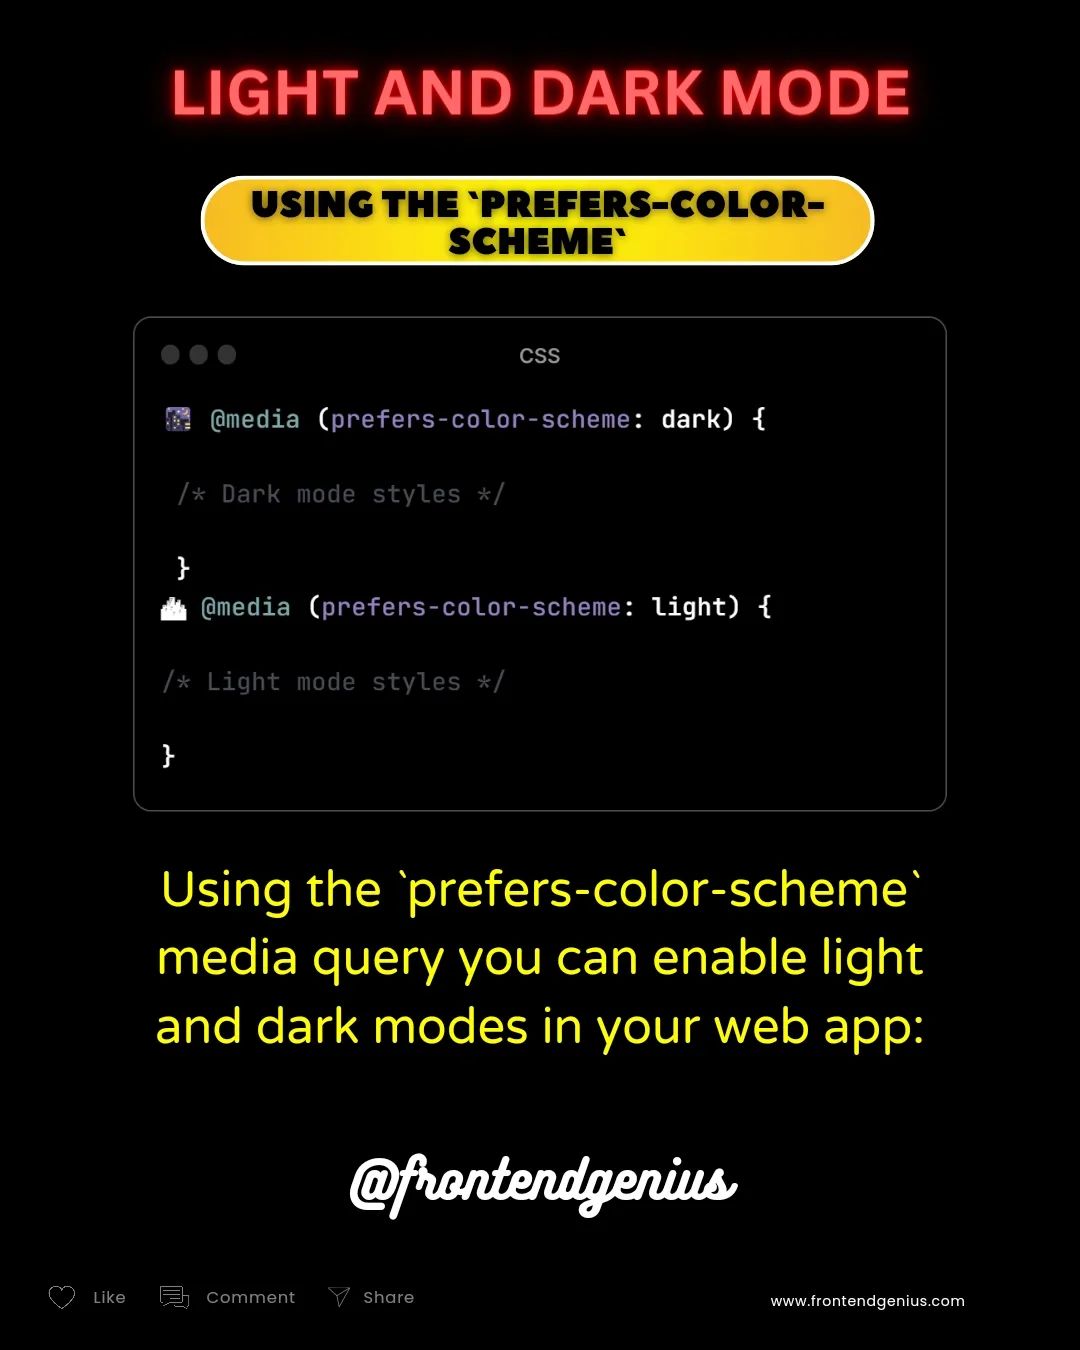 LIGHT AND DARK MODE
USING THE `PREFERS-COLOR-
SCHEME`
CSS
@media (prefers-color-scheme: dark) {
/* Dark mode styles */
}
@media (prefers-color-scheme: light) {
/* Light mode styles */
}
Using the `prefers-color-scheme`
media query you can enable light
and dark modes in your web app:
@frontendgenius
Like Comment Share www.frontendgenius.com